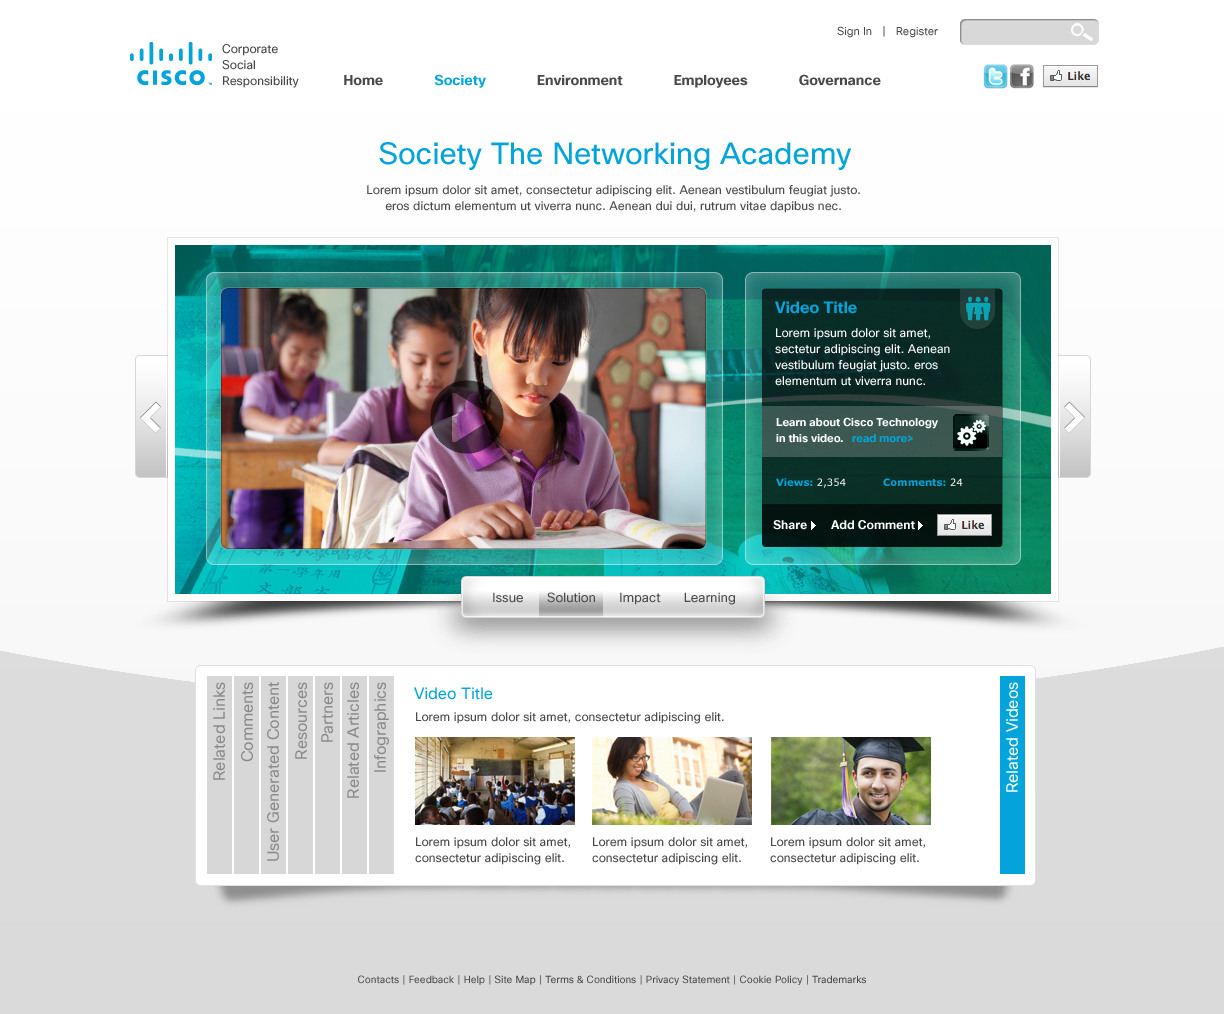 Sign In | Register
CISCO
Corporate
Social
Responsibility
Home
Society
Environment
Employees
Governance
Like
Society The Networking Academy
Lorem ipsum dolor sit amet, consectetur adipiscing elit. Aenean vestibulum feugiat justo.
eros dictum elementum ut viverra nunc. Aenean dui dui, rutrum vitae dapibus nec.
Video Title
Lorem ipsum dolor sit amet,
sectetur adipiscing elit. Aenean
vestibulum feugiat justo. eros
elementum ut viverra nunc.
Learn about Cisco Technology
in this video. read more>
Views: 2,354
Comments: 24
Share
Add Comment
Like
Issue
Solution
Impact
Learning
Related Links
Comments
User Generated Content
Resources
Partners
Related Articles
Infographics
Video Title
Lorem ipsum dolor sit amet, consectetur adipiscing elit.
Lorem ipsum dolor sit amet,
consectetur adipiscing elit.
Lorem ipsum dolor sit amet,
consectetur adipiscing elit.
Lorem ipsum dolor sit amet,
consectetur adipiscing elit.
Related Videos
Contacts | Feedback | Help | Site Map | Terms & Conditions | Privacy Statement | Cookie Policy | Trademarks